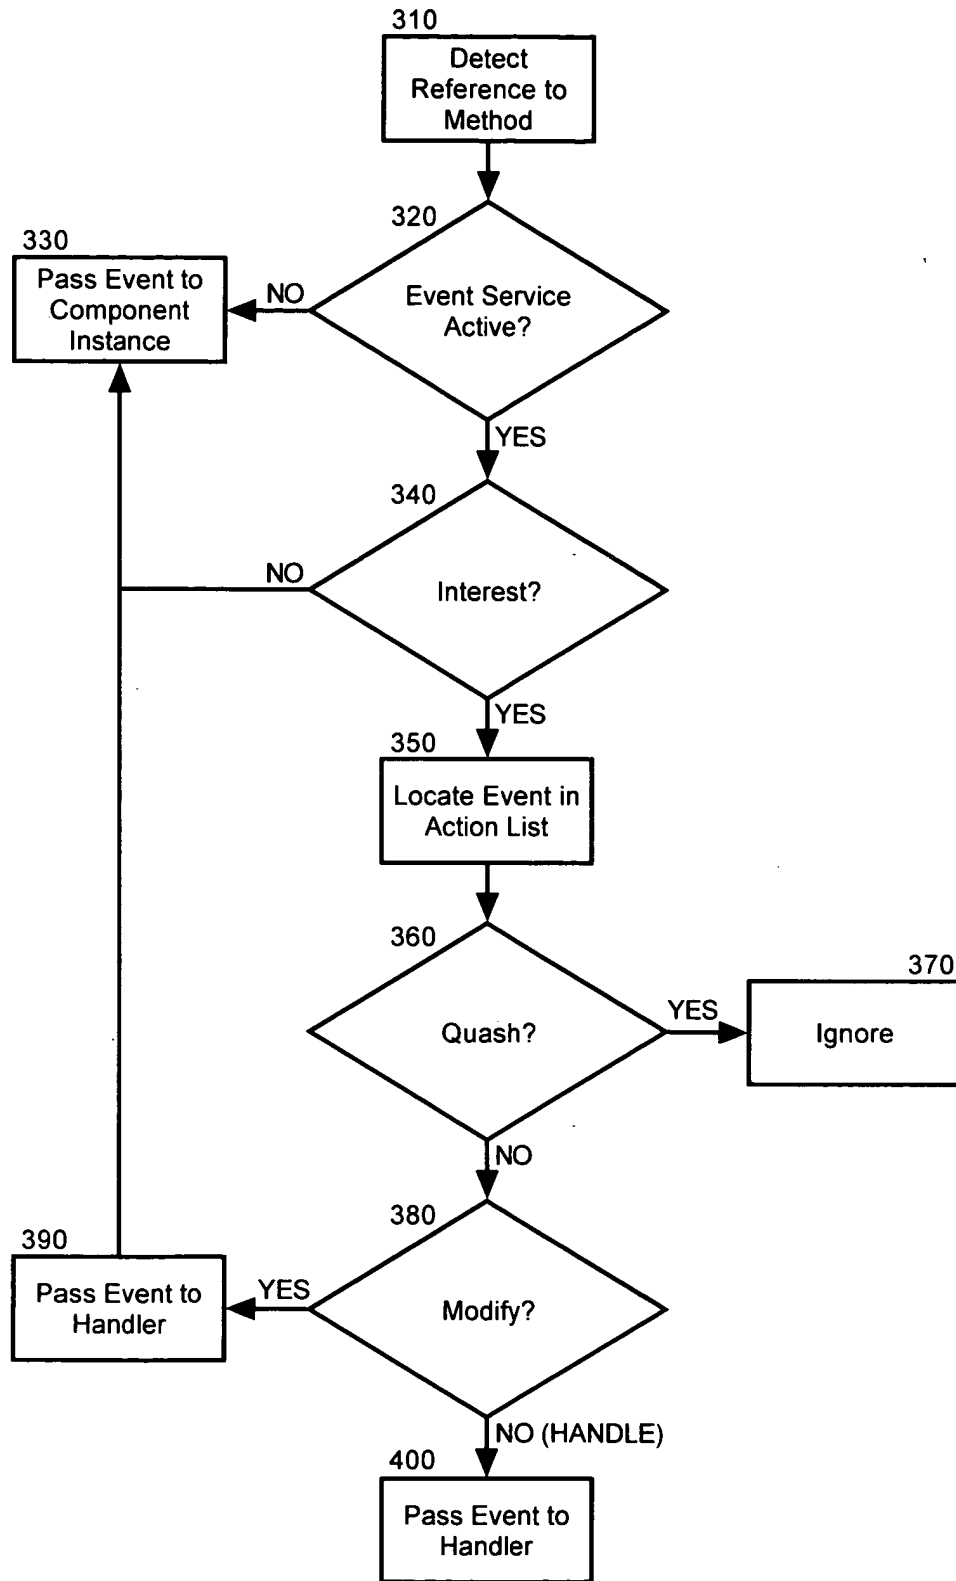 310
Detect
Reference to
Method
320
Event Service
Active?
NO
330
Pass Event to
Component
Instance
YES
340
Interest?
NO
YES
350
Locate Event in
Action List
360
Quash?
YES
370
Ignore
NO
380
Modify?
YES
390
Pass Event to
Handler
NO (HANDLE)
400
Pass Event to
Handler